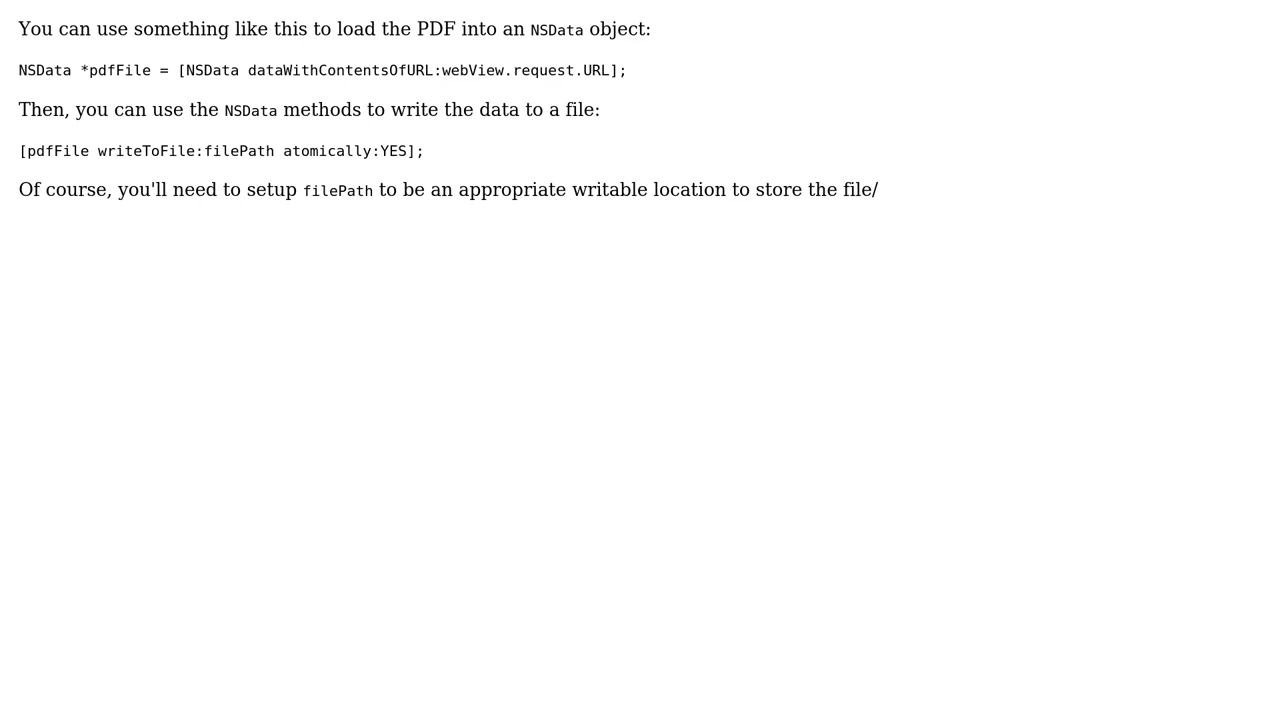 You can use something like this to load the PDF into an NSData object:
NSData *pdfFile = [NSData dataWithContentsOfURL:webView.request.URL];
Then, you can use the NSData methods to write the data to a file:
[pdfFile writeToFile:filePath atomically:YES];
Of course, you'll need to setup filePath to be an appropriate writable location to store the file/